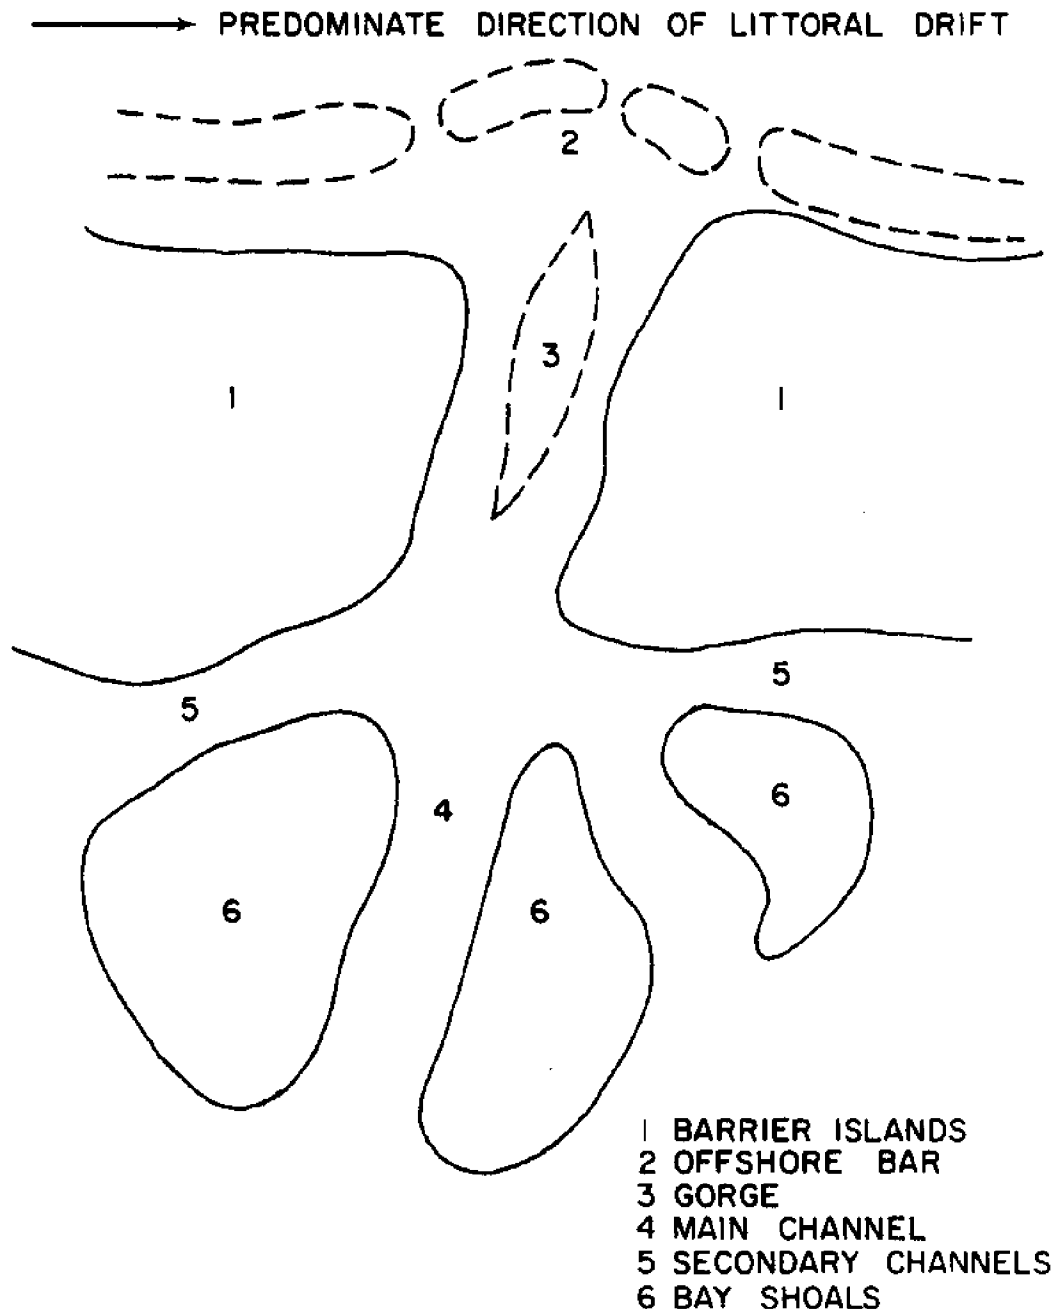 PREDOMINATE DIRECTION OF LITTORAL DRIFT
2
3
1 1
5
5
4 6
6 6
1 BARRIER ISLANDS
2 OFFSHORE BAR
3 GORGE
4 MAIN CHANNEL
5 SECONDARY CHANNELS
6 BAY SHOALS